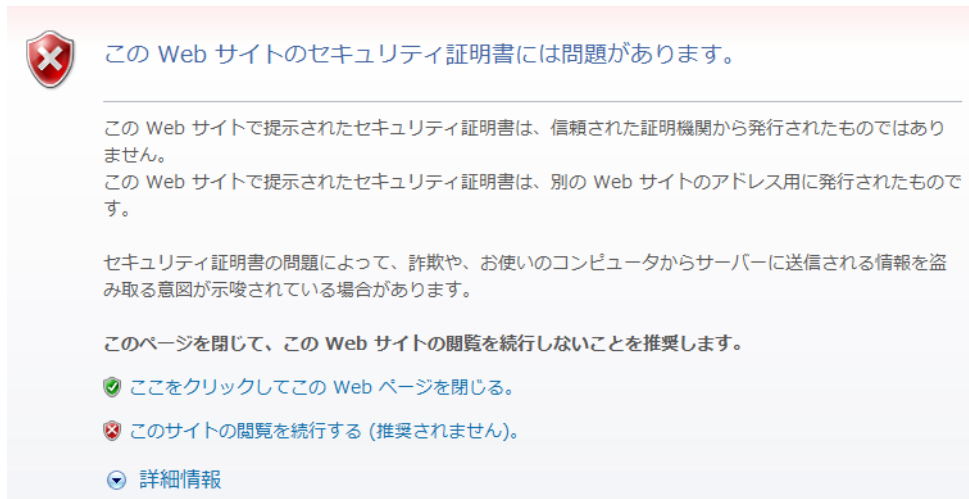 この Web サイトのセキュリティ証明書には問題があります。
この Web サイトで提示されたセキュリティ証明書は、信頼された証明機関から発行されたものではあり
ません。
この Web サイトで提示されたセキュリティ証明書は、別の Web サイトのアドレス用に発行されたもので
す。
セキュリティ証明書の問題によって、詐欺や、お使いのコンピュータからサーバーに送信される情報を盗
み取る意図が示唆されている場合があります。
このページを閉じて、この Web サイトの閲覧を続行しないことを推奨します。
ここをクリックしてこの Web ページを閉じる。
このサイトの閲覧を続行する (推奨されません)。
詳細情報